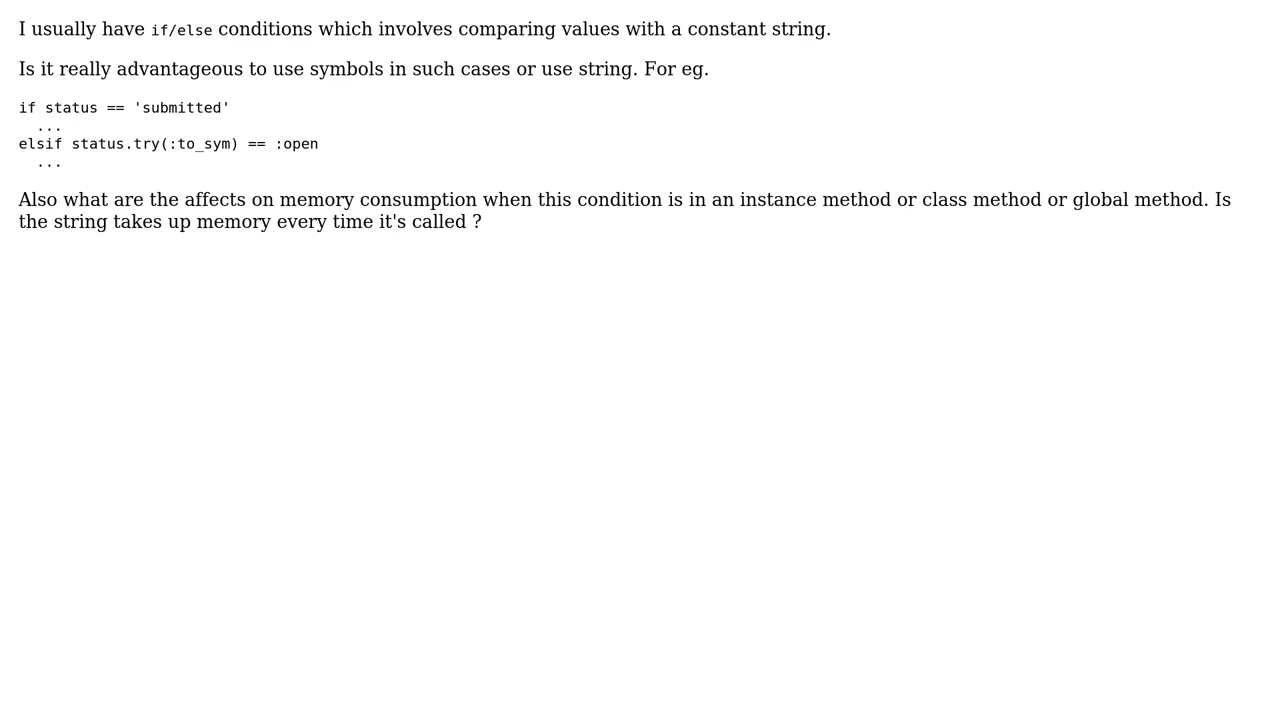 I usually have if/else conditions which involves comparing values with a constant string.
Is it really advantageous to use symbols in such cases or use string. For eg.
if status == 'submitted'
  ...
elsif status.try(:to_sym) == :open
  ...
Also what are the affects on memory consumption when this condition is in an instance method or class method or global method. Is
the string takes up memory every time it's called ?